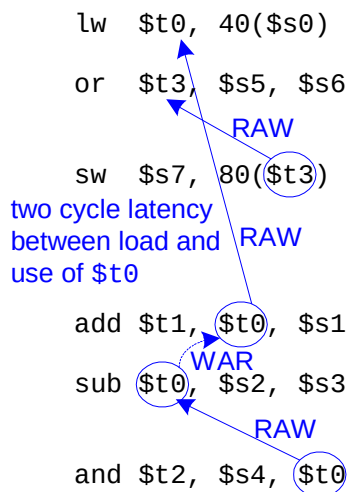 lw $t0, 40($s0)
or $t3, $s5, $s6
RAW
sw $s7, 80($t3)
two cycle latency
between load and RAW
use of $t0
add $t1, $t0, $s1
WAR
sub $t0, $s2, $s3
RAW
and $t2, $s4, $t0